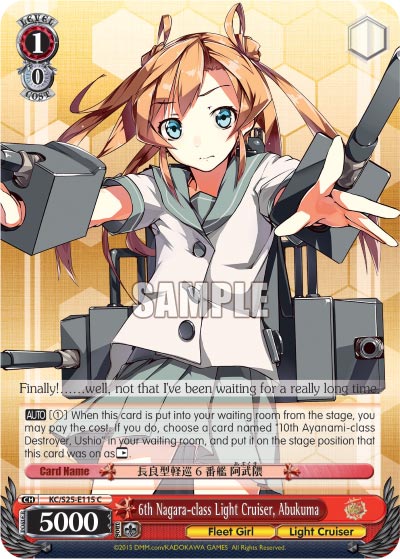 LEVEL
1
0
COST
SAMPLE
Finally!……well, not that I've been waiting for a really long time.
AUTO [①] When this card is put into your waiting room from the stage, you
may pay the cost. If you do, choose a card named "10th Ayanami-class
Destroyer, Ushio" in your waiting room, and put it on the stage position that
this card was on as
Card Name 長良型軽巡６番艦 阿武隈
CH KC/S25-E115 C
6th Nagara-class Light Cruiser, Abukuma
POWER 5000 SOUL
Fleet Girl Light Cruiser
©2015 DMM.com/KADOKAWA GAMES All Rights Reserved.